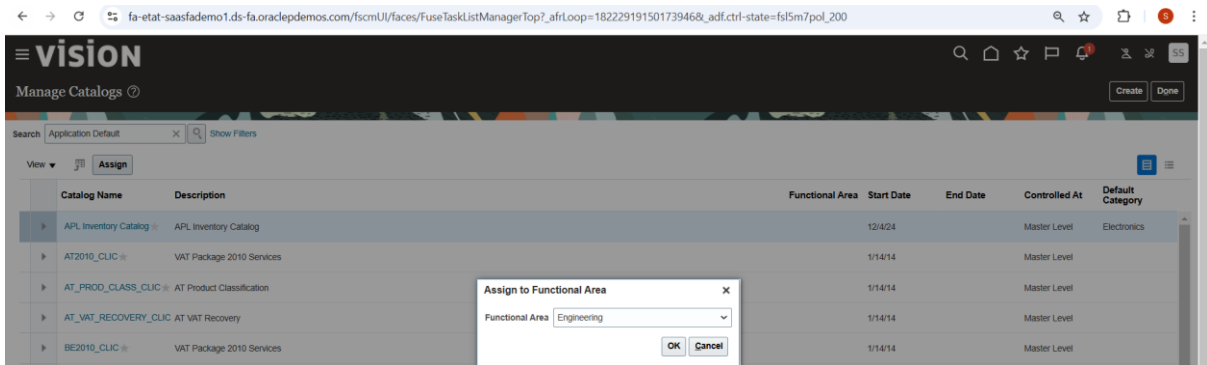 fa-etat-saasfademo1.ds-fa.oraclepdemos.com/fscmUI/faces/FuseTaskListManagerTop?_afrLoop=18222919150173946&_adf.ctrl-state=fsl5m7pol_200
S
vision
1
SS
Manage Catalogs
Create Done
Search Application Default Show Filters
View Assign
Catalog Name Description Functional Area Start Date End Date Controlled At Default Category
APL Inventory Catalog APL Inventory Catalog 12/4/24 Master Level Electronics
AT2010_CLIC VAT Package 2010 Services 1/14/14 Master Level
AT_PROD_CLASS_CLIC AT Product Classification 1/14/14 Master Level
AT_VAT_RECOVERY_CLIC AT VAT Recovery 1/14/14 Master Level
BE2010_CLIC VAT Package 2010 Services 1/14/14 Master Level
Assign to Functional Area
Functional Area Engineering
OK Cancel